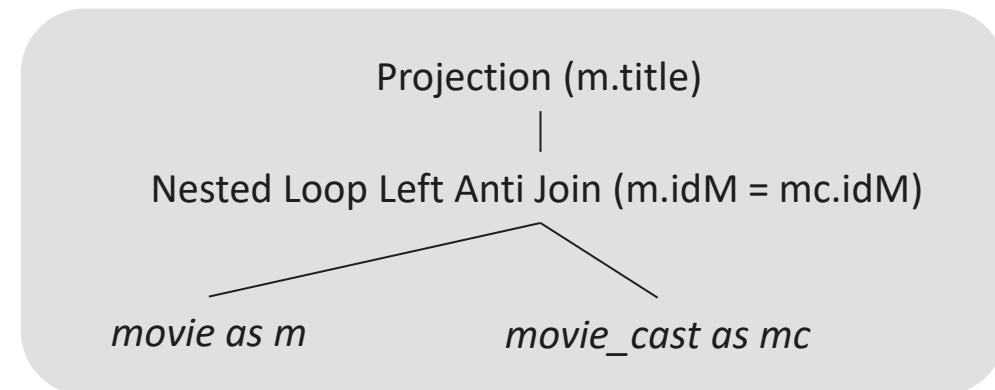 Projection (m.title)
Nested Loop Left Anti Join (m.idM = mc.idM)
movie as m
movie_cast as mc